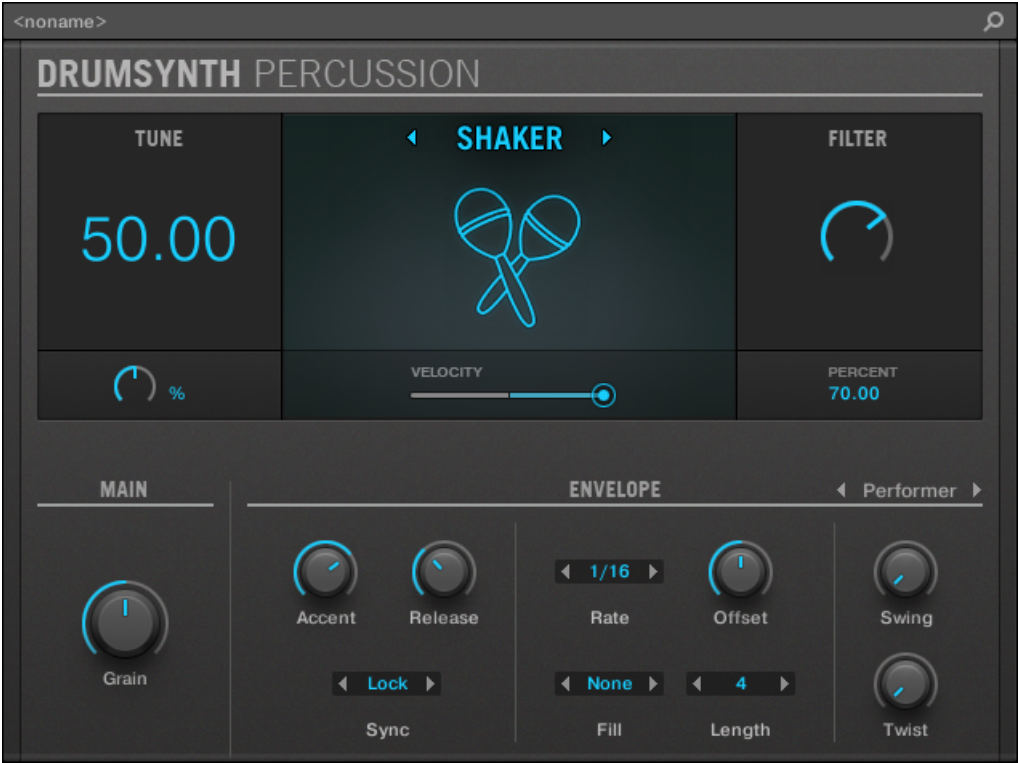 <noname>
DRUMSYNTH PERCUSSION
TUNE
SHAKER
FILTER
50.00
%
VELOCITY
PERCENT
70.00
MAIN
ENVELOPE
Performer
Accent
Release
1/16
Rate
Offset
Swing
Grain
Lock
Sync
None
Fill
4
Length
Twist